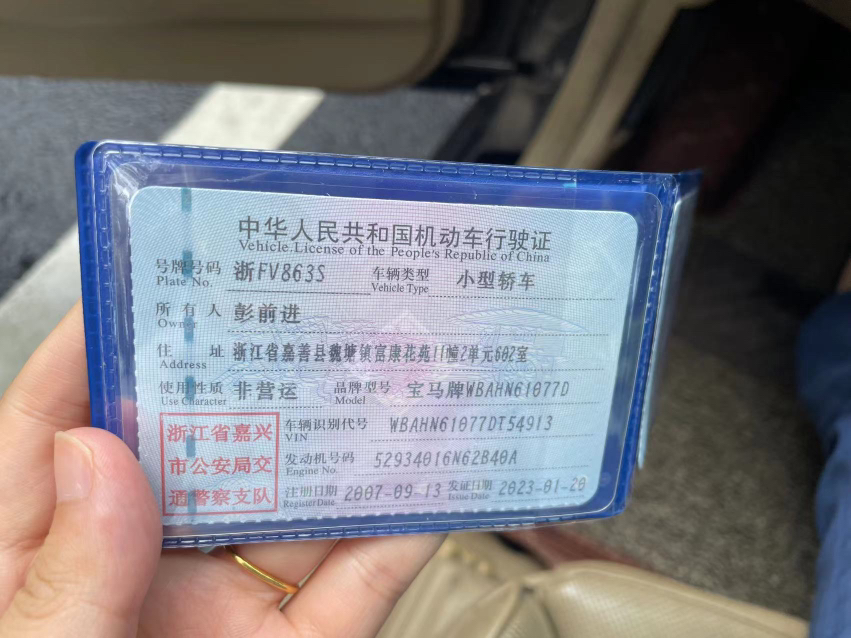 中华人民共和国机动车行驶证
Vehicle License of the People's Republic of China
号牌号码 浙FV863S 车辆类型 小型轿车
Plate No. Vehicle Type
所有人 彭前进
Owner
住址 浙江省嘉善县魏塘镇富康花苑11幢2单元602室
Address
使用性质 非营运 品牌型号 宝马牌WBAHN61077D
Use Character Model
浙江省嘉兴 车辆识别代号 WBAHN61077DT54913
VIN
市公安局交 发动机号码 52934016N62B40A
Engine No.
通警察支队 注册日期 2007-09-13 发证日期 2023-01-20
Register Date Issue Date